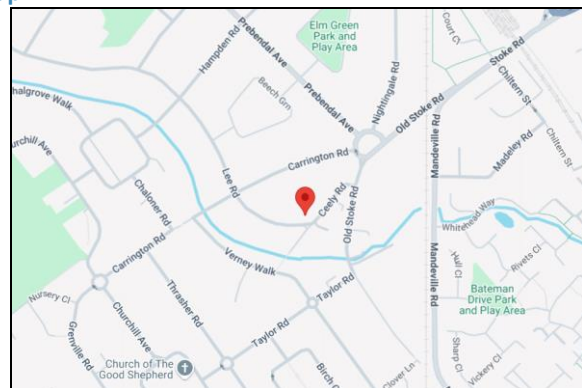 Elm Green
Park and
Play Area
Court Cl
Stoke Rd
Hampden Rd
Prebendal Ave
Nightingale Rd
Chiltern St
Beech Grn
Prebendal Ave
Old Stoke Rd
Mandeville Rd
halgrove Walk
Chiltern St
Madeley Rd
urchill Ave
Carrington Rd
Lee Rd
Chaloner Rd
Ceely Rd
Old Stoke Rd
Whitehead Way
Carrington Rd
Verney Walk
Mandeville Rd
Hull Cl
Rivets Cl
Nursery Cl
Thrasher Rd
Taylor Rd
Bateman
Drive Park
and Play Area
Churchill Ave
Grenville Rd
Taylor Rd
Sharp Cl
Church of The
Good Shepherd
Birch C
Clover Ln
Vickery Cl